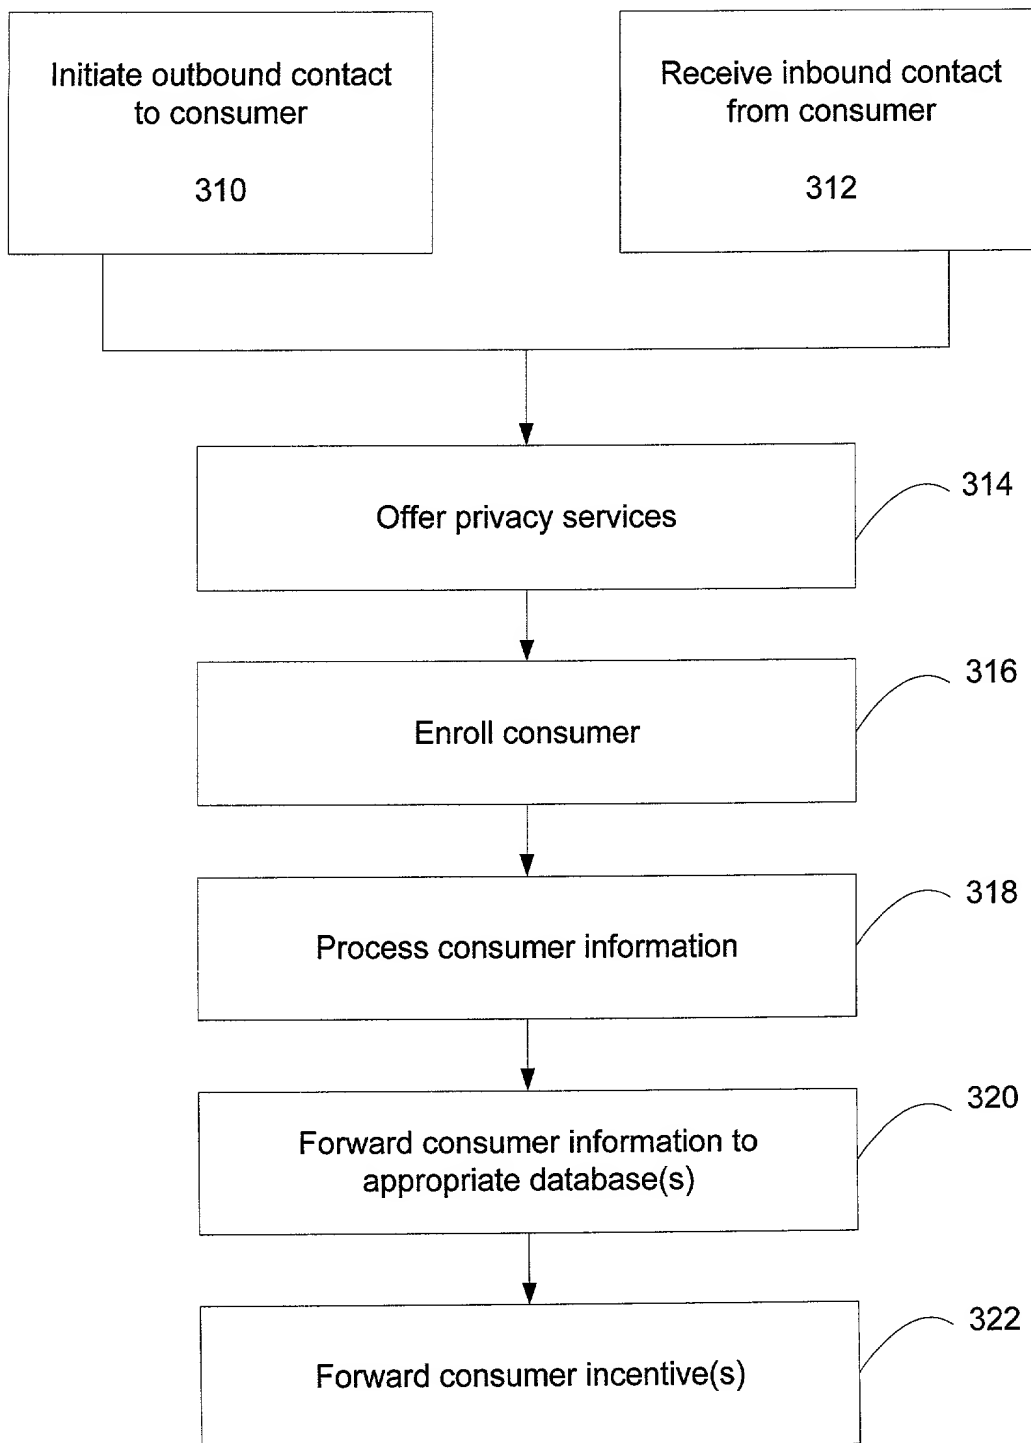 Initiate outbound contact
to consumer
310
Receive inbound contact
from consumer
312
314
Offer privacy services
316
Enroll consumer
318
Process consumer information
320
Forward consumer information to
appropriate database(s)
322
Forward consumer incentive(s)